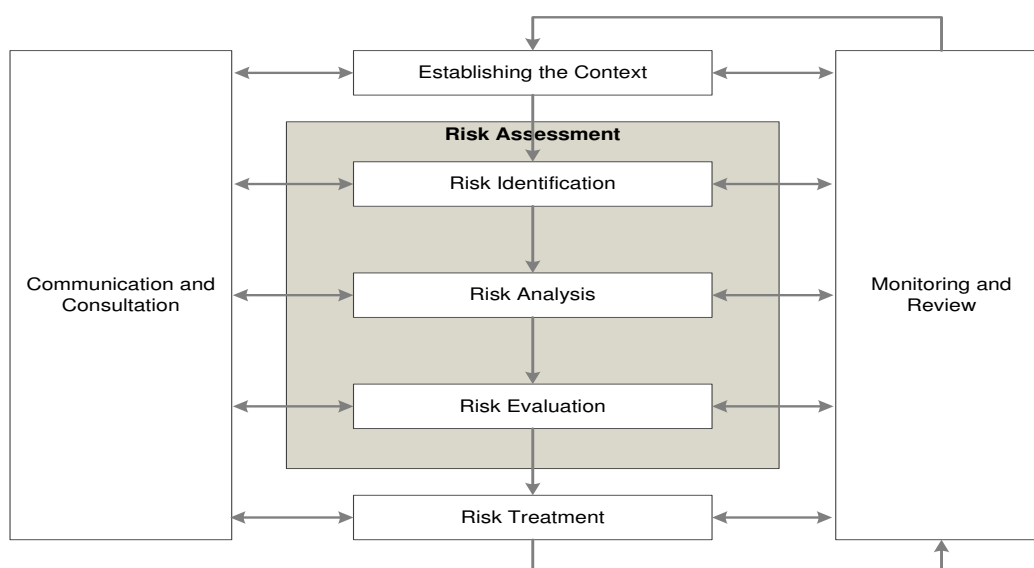 Establishing the Context
Risk Assessment
Risk Identification
Communication and
Consultation
Risk Analysis
Monitoring and
Review
Risk Evaluation
Risk Treatment